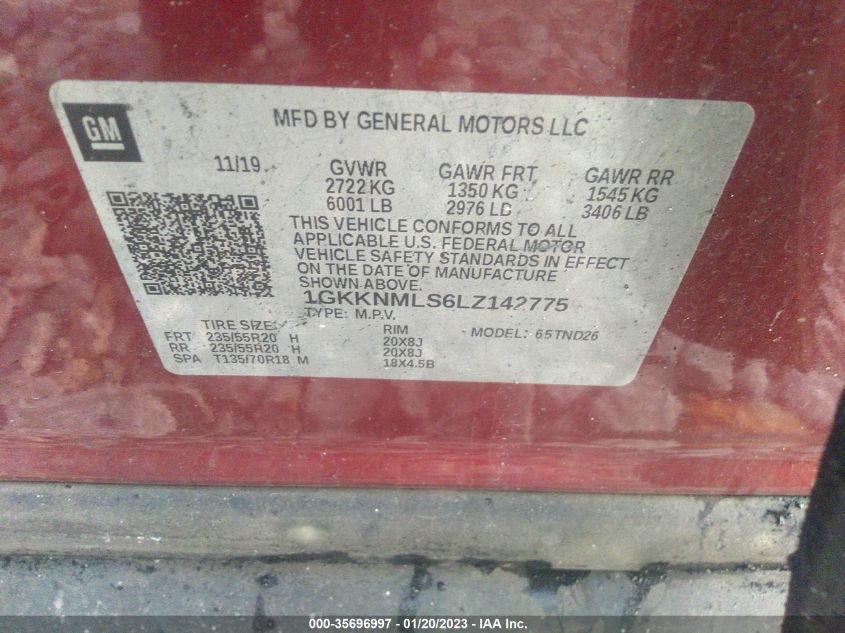 GM
MFD BY GENERAL MOTORS LLC
11/19 GVWR GAWR FRT GAWR RR
2722 KG 1350 KG 1545 KG
6001 LB 2976 LB 3406 LB
THIS VEHICLE CONFORMS TO ALL
APPLICABLE U.S. FEDERAL MOTOR
VEHICLE SAFETY STANDARDS IN EFFECT
ON THE DATE OF MANUFACTURE
SHOWN ABOVE.
1GKKNMLS6LZ142775
TYPE: M.P.V.
TIRE SIZE RIM MODEL: 65TND26
FRT 235/55R20 H 20X8J
RR 235/55R20 H 20X8J
SPA T135/70R18 M 18X4.5B
000-35696997 - 01/20/2023 - IAA Inc.